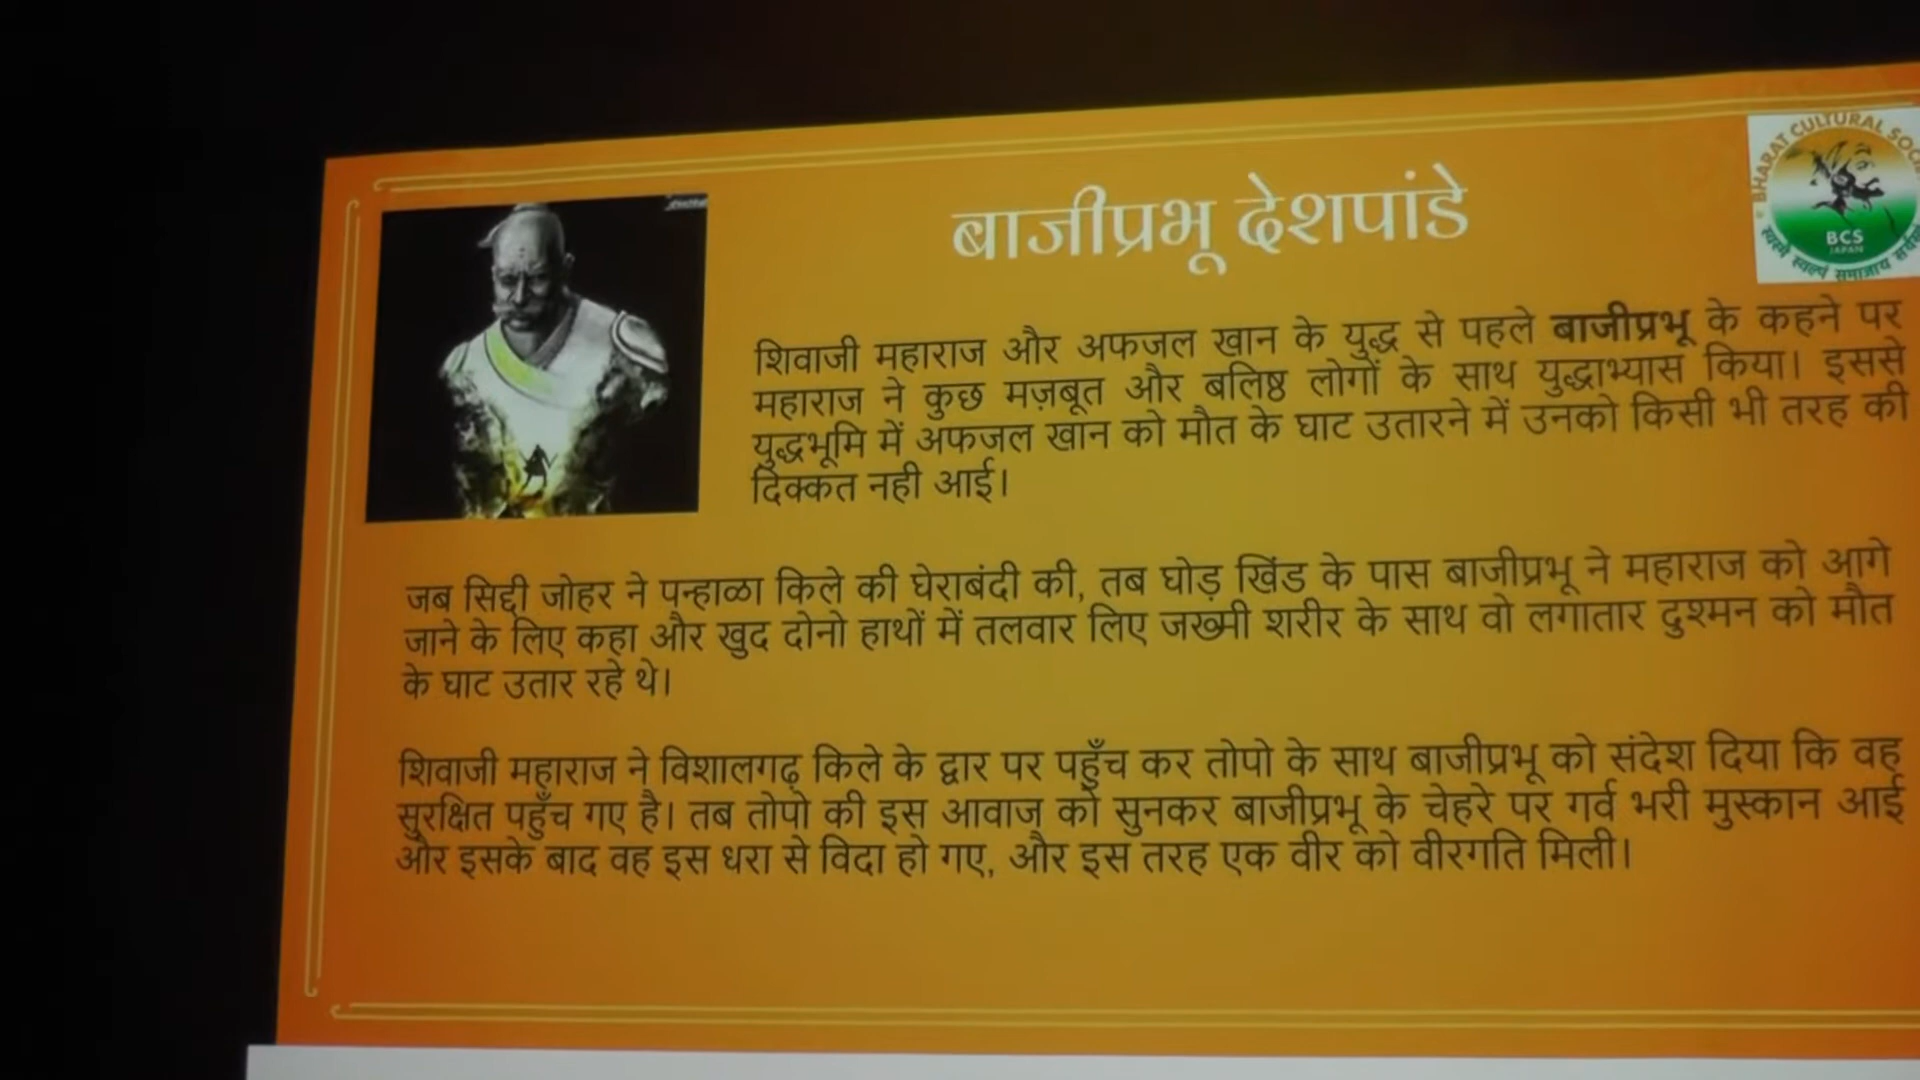 बाजीप्रभू देशपांडे
BHARAT CULTURAL
BCS
JAPAN
स्वल्पं समाजाय
शिवाजी महाराज और अफजल खान के युद्ध से पहले बाजीप्रभू के कहने पर
महाराज ने कुछ मज़बूत और बलिष्ठ लोगों के साथ युद्धाभ्यास किया। इससे
युद्धभूमि में अफजल खान को मौत के घाट उतारने में उनको किसी भी तरह की
दिक्कत नही आई।
जब सिद्दी जोहर ने पन्हाळा किले की घेराबंदी की, तब घोड़ खिंड के पास बाजीप्रभू ने महाराज को आगे
जाने के लिए कहा और खुद दोनो हाथों में तलवार लिए जख्मी शरीर के साथ वो लगातार दुश्मन को मौत
के घाट उतार रहे थे।
शिवाजी महाराज ने विशालगढ़ किले के द्वार पर पहुँच कर तोपो के साथ बाजीप्रभू को संदेश दिया कि वह
सुरक्षित पहुँच गए है। तब तोपो की इस आवाज को सुनकर बाजीप्रभू के चेहरे पर गर्व भरी मुस्कान आई
और इसके बाद वह इस धरा से विदा हो गए, और इस तरह एक वीर को वीरगति मिली।